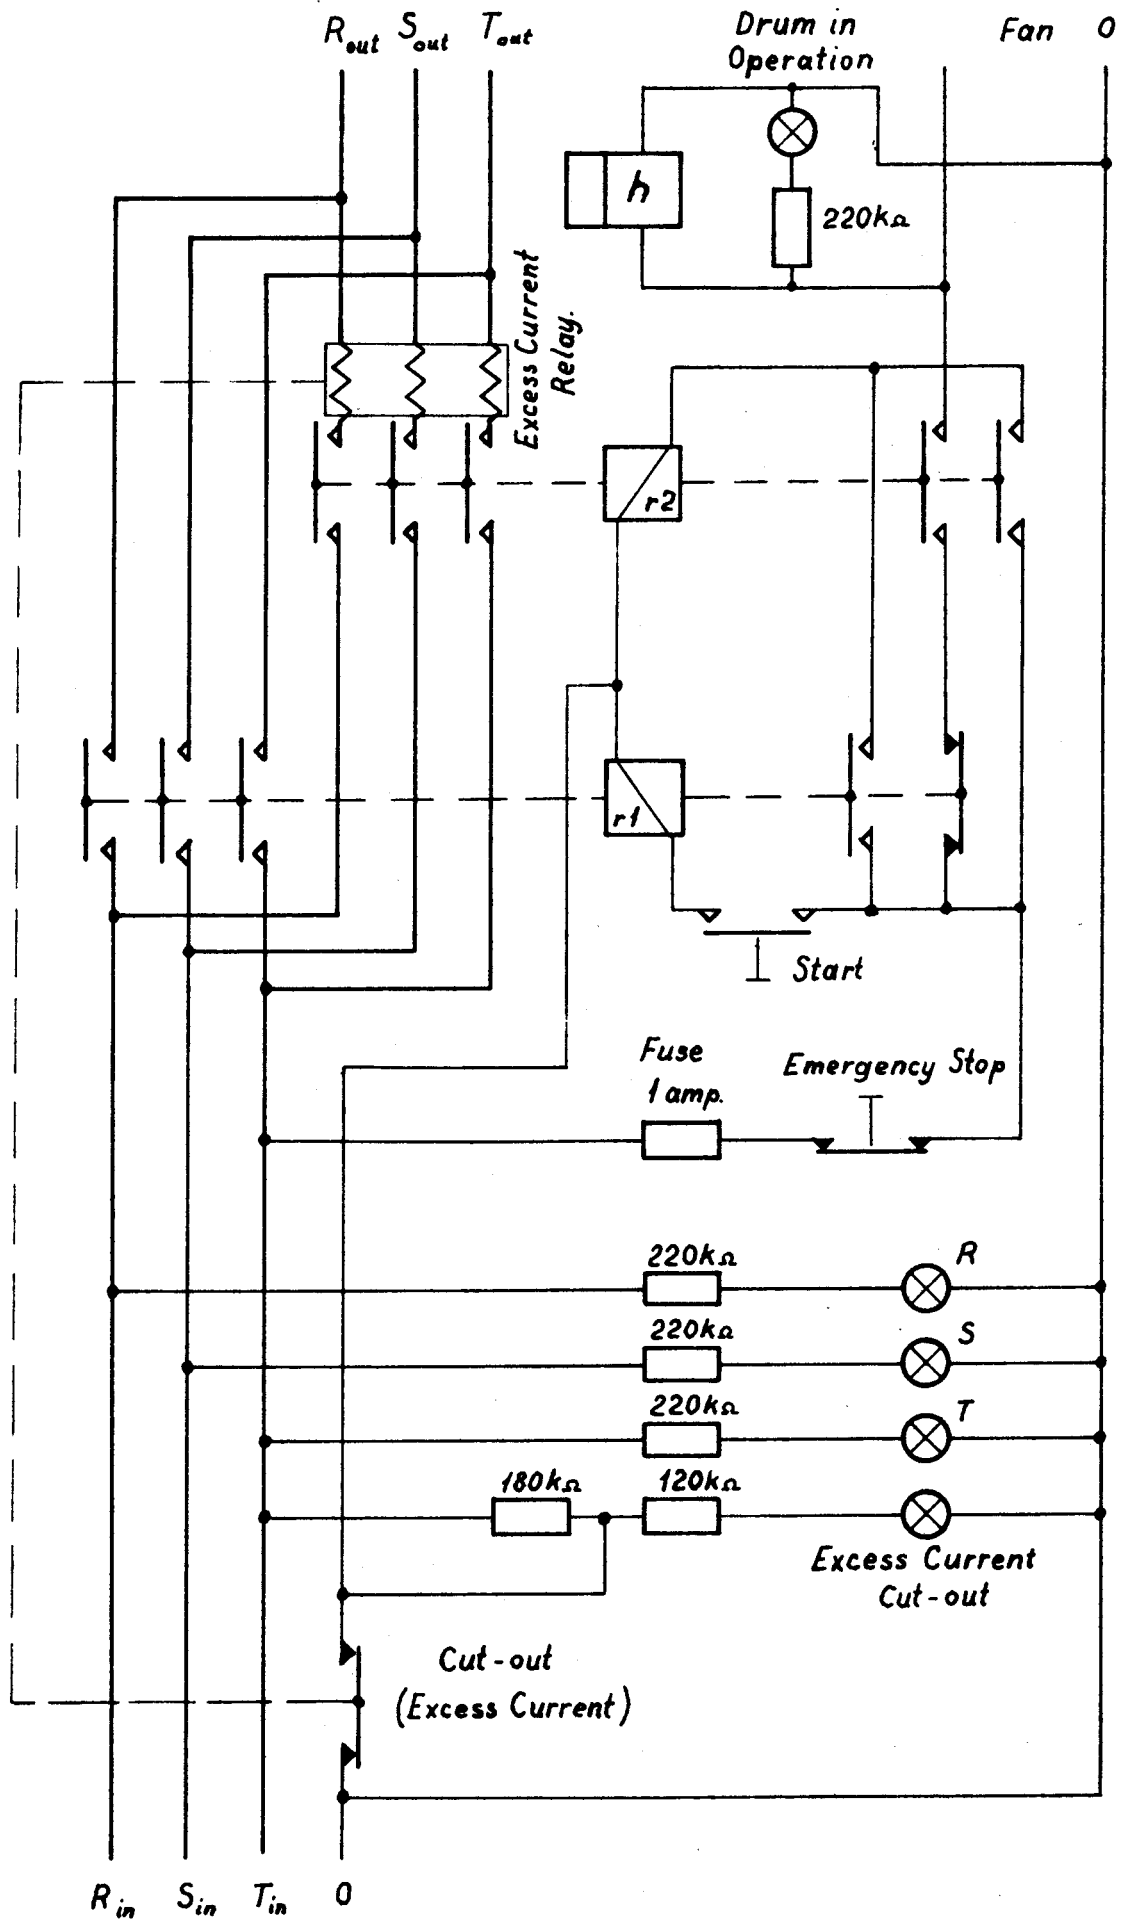 R out S out T out
Drum in
Operation
Fan
0
h
220kΩ
Excess Current
Relay.
r2
r1
Start
Fuse
1 amp.
Emergency Stop
220kΩ
R
220kΩ
S
220kΩ
T
180kΩ
120kΩ
Excess Current
Cut-out
Cut-out
(Excess Current)
R in S in T in 0